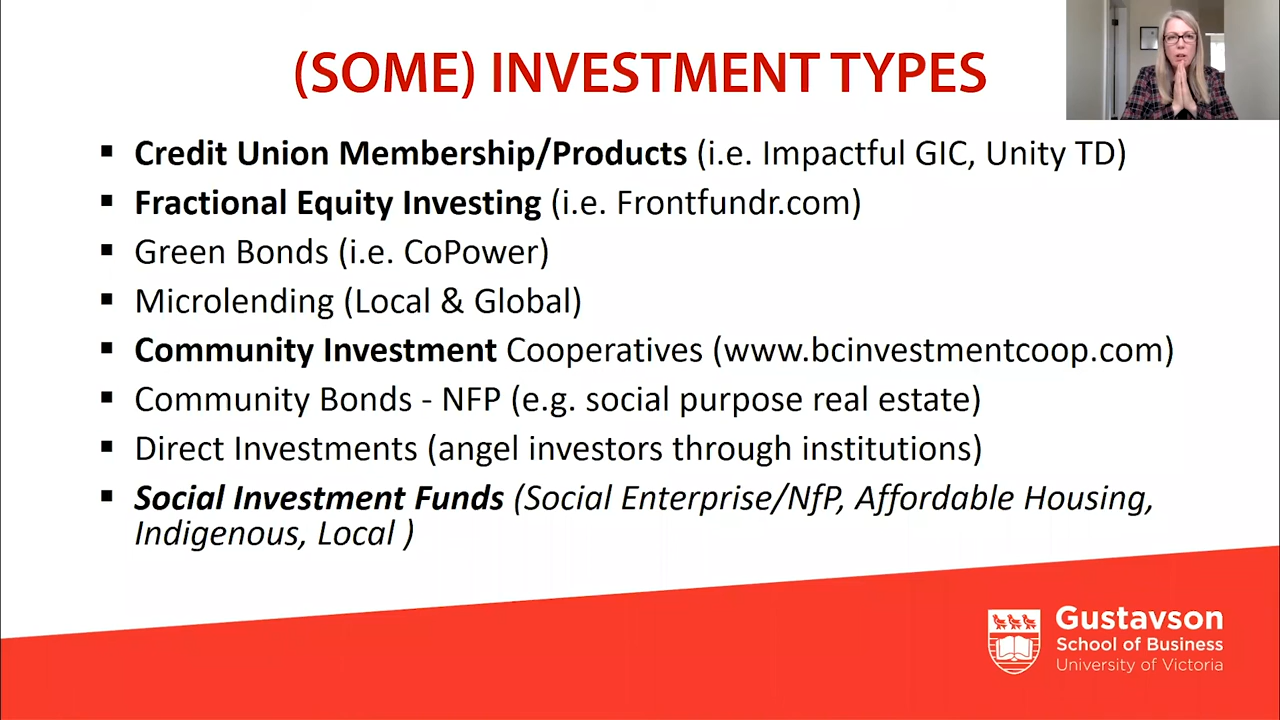 (SOME) INVESTMENT TYPES
▪ Credit Union Membership/Products (i.e. Impactful GIC, Unity TD)
▪ Fractional Equity Investing (i.e. Frontfundr.com)
▪ Green Bonds (i.e. CoPower)
▪ Microlending (Local & Global)
▪ Community Investment Cooperatives (www.bcinvestmentcoop.com)
▪ Community Bonds - NFP (e.g. social purpose real estate)
▪ Direct Investments (angel investors through institutions)
▪ Social Investment Funds (Social Enterprise/NfP, Affordable Housing,
Indigenous, Local )
Gustavson
School of Business
University of Victoria